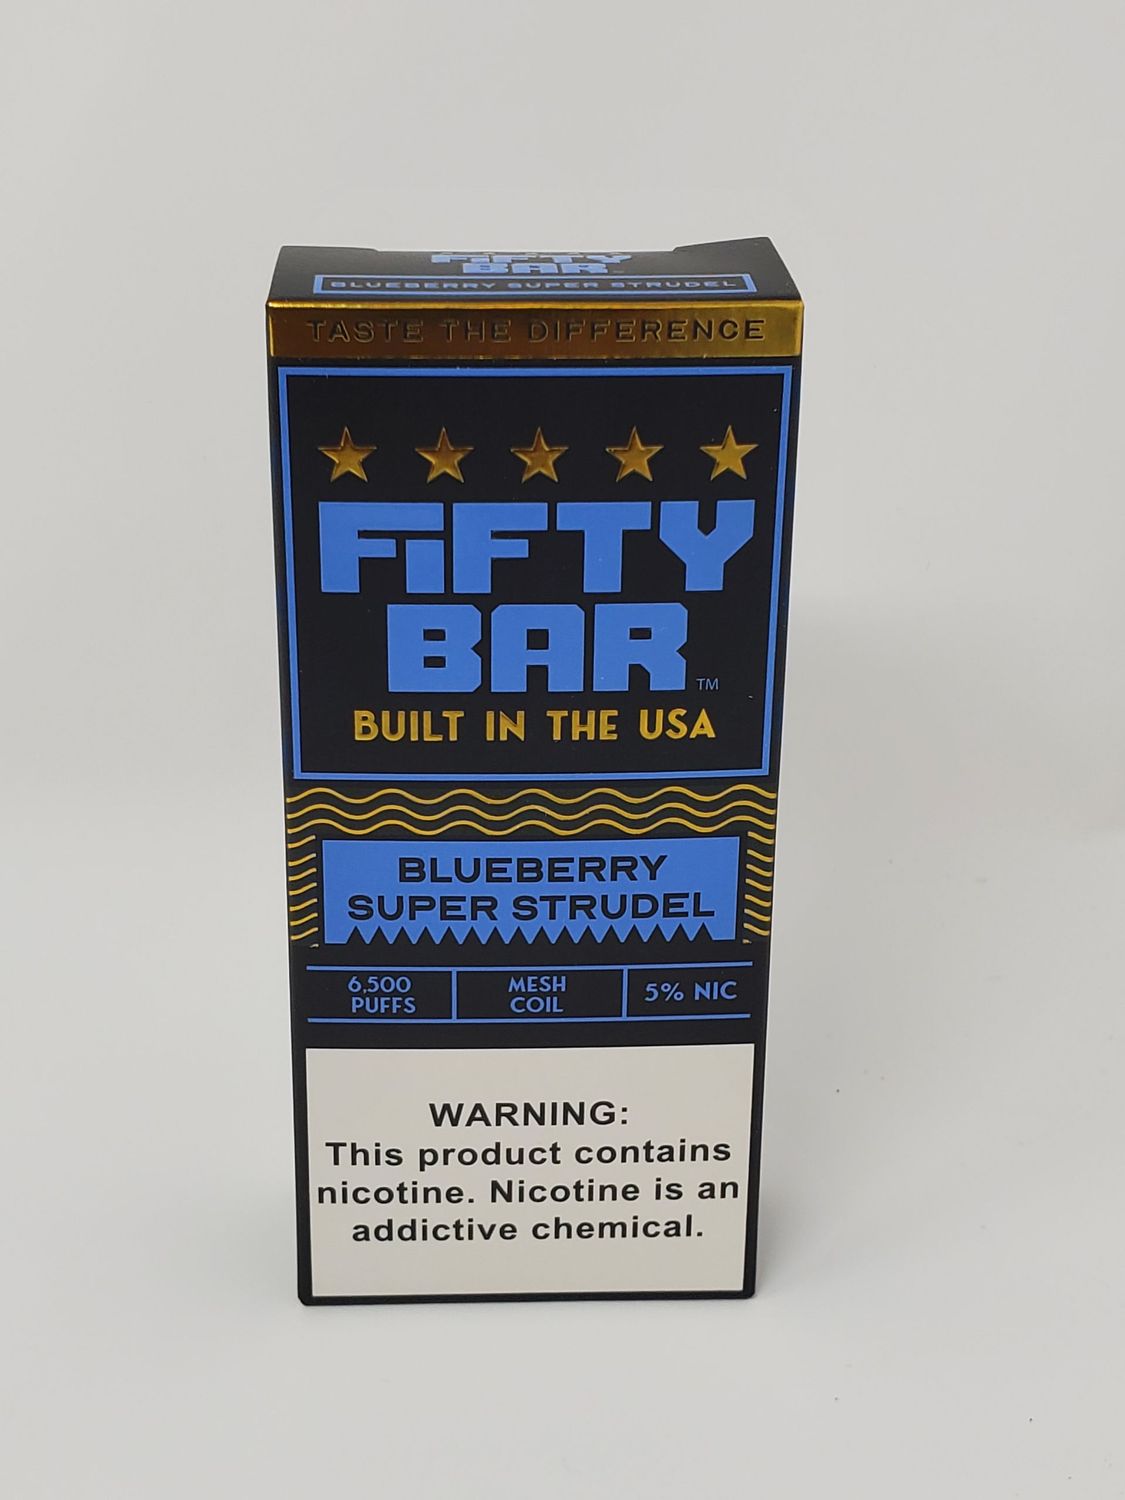 FiFTY
BAR
BLUEBERRY SUPER STRUDEL
TASTE THE DIFFERENCE
FiFTY
BAR™
BUILT IN THE USA
BLUEBERRY
SUPER STRUDEL
6,500
PUFFS
MESH
COIL
5% NIC
WARNING:
This product contains
nicotine. Nicotine is an
addictive chemical.